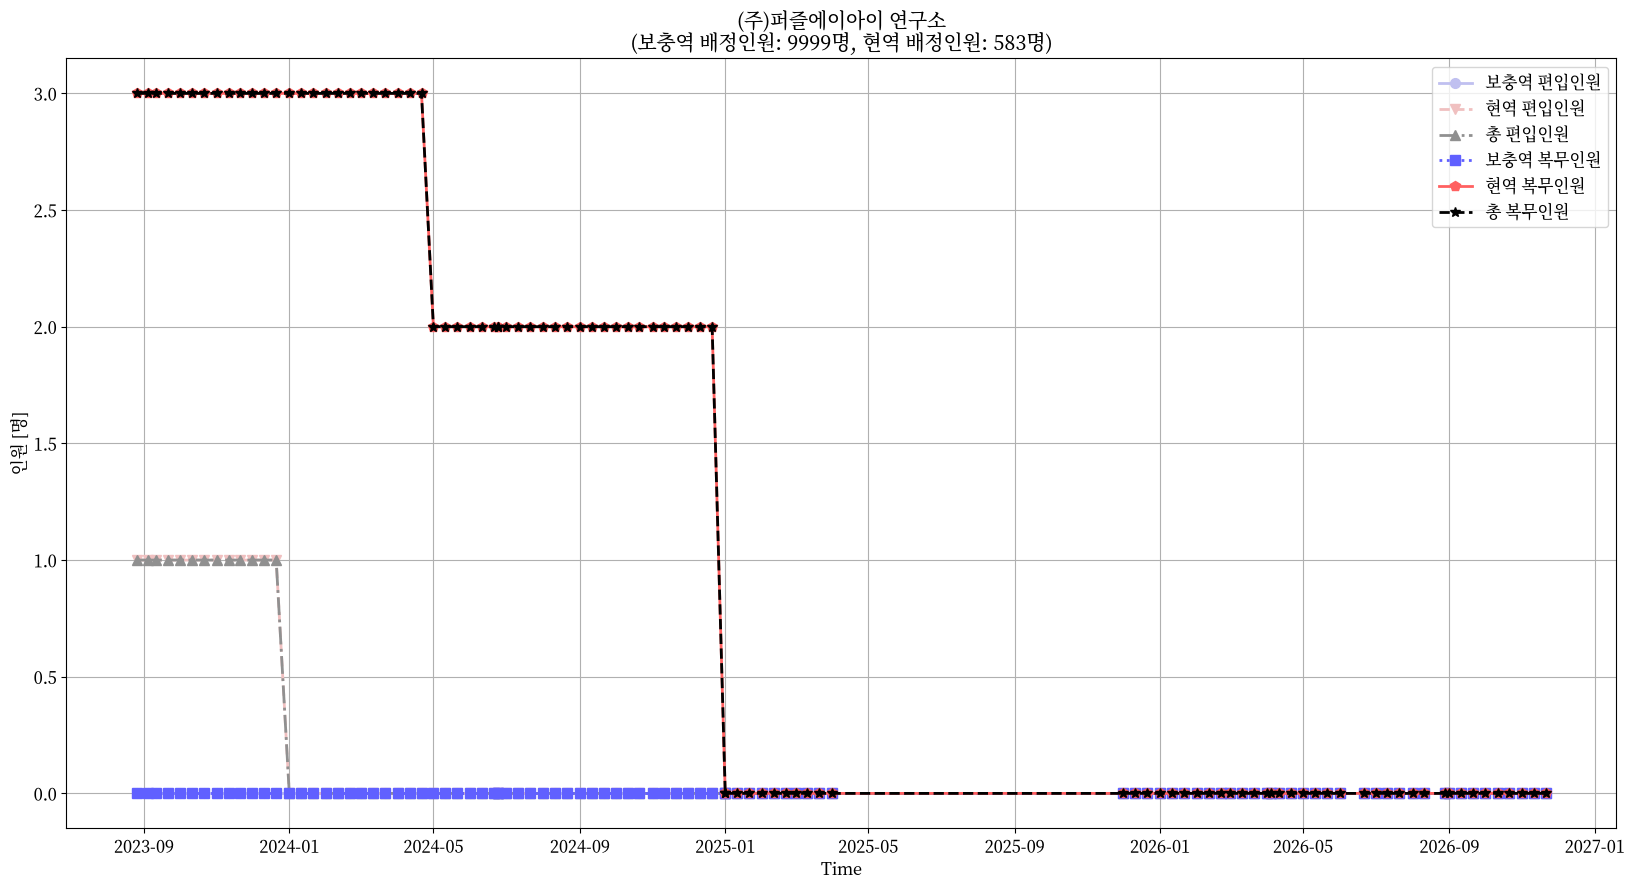 (주)퍼즐에이아이 연구소
(보충역 배정인원: 9999명, 현역 배정인원: 583명)
보충역 편입인원
현역 편입인원
총 편입인원
보충역 복무인원
현역 복무인원
총 복무인원
인원 [명]
3.0
2.5
2.0
1.5
1.0
0.5
0.0
2023-09 2024-01 2024-05 2024-09 2025-01 2025-05 2025-09 2026-01 2026-05 2026-09 2027-01
Time